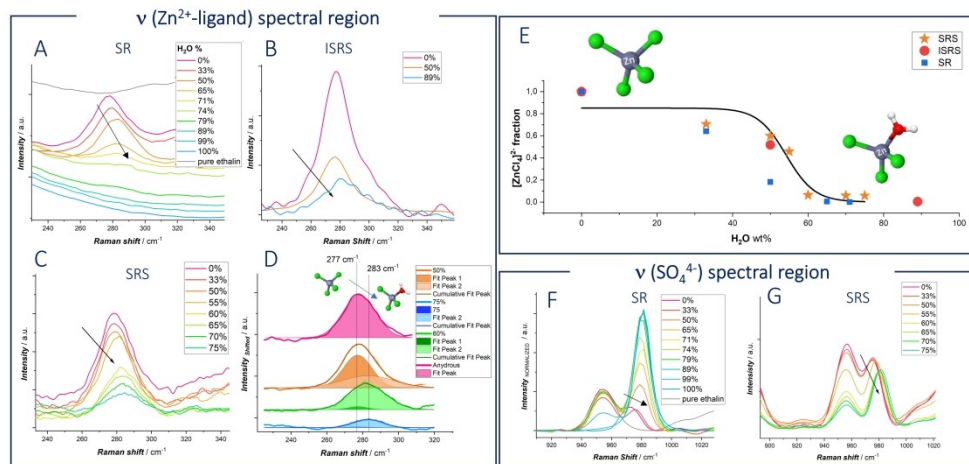 ν (Zn²⁺-ligand) spectral region
A
SR
Intensity / a.u.
H₂O %
0%
33%
50%
65%
71%
74%
79%
89%
99%
100%
pure ethalin
240 260 280 300 320 340
Raman shift / cm⁻¹
B
ISRS
Intensity / a.u.
0%
50%
89%
240 260 280 300 320 340
Raman shift / cm⁻¹
C
SRS
Intensity / a.u.
0%
33%
50%
55%
60%
65%
70%
75%
240 260 280 300 320 340
Raman shift / cm⁻¹
D
277 cm⁻¹
283 cm⁻¹
Intensity Shifted / a.u.
50%
Fit Peak 1
Fit Peak 2
Cumulative Fit Peak
75%
75
Fit Peak 2
Cumulative Fit Peak
60%
Fit Peak 1
Fit Peak 2
Cumulative Fit Peak
Anydrous
Fit Peak
220 240 260 280 300 320
Raman shift / cm⁻¹
E
SRS
ISRS
SR
Zn
Zn
[ZnCl₄]²⁻ fraction
1,0
0,8
0,6
0,4
0,2
0,0
0 20 40 60 80 100
H₂O wt%
ν (SO₄⁴⁻) spectral region
F
SR
Intensity NORMALIZED / a.u.
0%
33%
50%
65%
71%
74%
79%
89%
99%
100%
pure ethalin
920 940 960 980 1000 1020
Raman Shift / cm⁻¹
G
SRS
Intensity / a.u.
0%
33%
50%
55%
60%
65%
70%
75%
900 920 940 960 980 1000 1020
Raman Shift / cm⁻¹